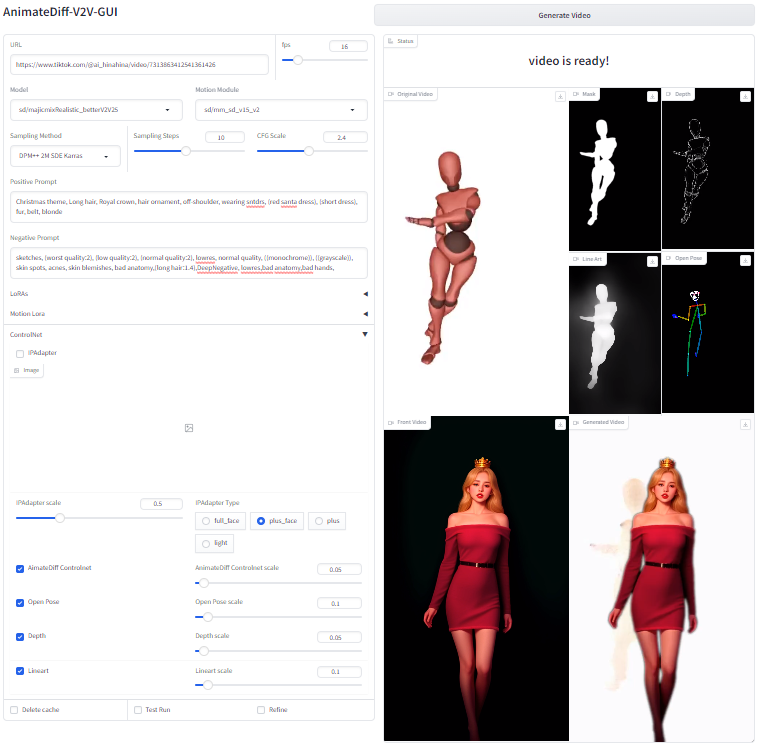 AnimateDiff-V2V-GUI
Generate Video
URL
https://www.tiktok.com/@ai_hinahina/video/7313863412541361426
fps
16
Model
sd/majicmixRealistic_betterV2V25
Motion Module
sd/mm_sd_v15_v2
Sampling Method
DPM++ 2M SDE Karras
Sampling Steps
10
CFG Scale
2.4
Positive Prompt
Christmas theme, Long hair, Royal crown, hair ornament, off-shoulder, wearing sntdrs, (red santa dress), (short dress),
fur, belt, blonde
Negative Prompt
sketches, (worst quality:2), (low quality:2), (normal quality:2), lowres, normal quality, ((monochrome)), ((grayscale)),
skin spots, acnes, skin blemishes, bad anatomy,(long hair:1.4),DeepNegative, lowres,bad anatomy,bad hands,
LoRAs
Motion Lora
ControlNet
IPAdapter
Image
IPAdapter scale
0.5
IPAdapter Type
full_face
plus_face
plus
light
AimateDiff Controlnet
AnimateDiff Controlnet scale
0.05
Open Pose
Open Pose scale
0.1
Depth
Depth scale
0.05
Lineart
Lineart scale
0.1
Delete cache
Test Run
Refine
Status
video is ready!
Original Video
Mask
Depth
Line Art
Open Pose
Front Video
Generated Video